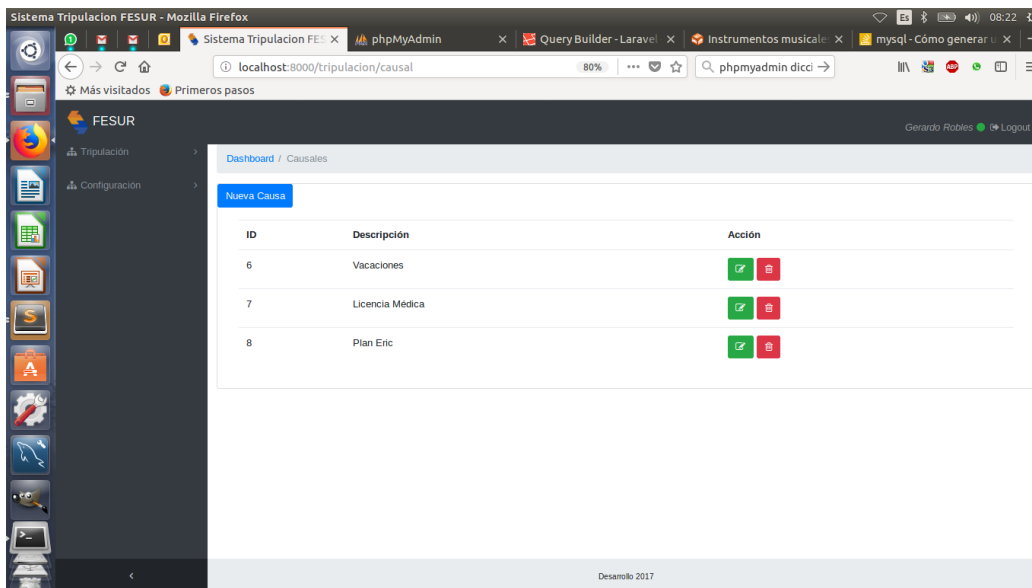 Sistema Tripulacion FESUR - Mozilla Firefox
Es
08:22
Sistema Tripulacion FES
phpMyAdmin
Query Builder - Laravel
Instrumentos musicale
mysql - Cómo generar u
localhost:8000/tripulacion/causal
80%
phpmyadmin dicci
ABP
Más visitados
Primeros pasos
FESUR
Gerardo Robles
Logout
Tripulación
Configuración
Dashboard / Causales
Nueva Causa
ID Descripción Acción
6 Vacaciones
7 Licencia Médica
8 Plan Eric
Desarrollo 2017